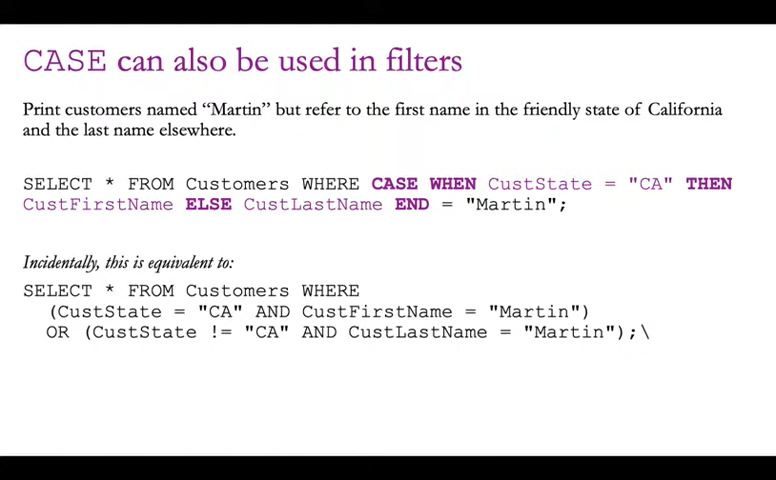 CASE can also be used in filters
Print customers named “Martin” but refer to the first name in the friendly state of California
and the last name elsewhere.
SELECT * FROM Customers WHERE CASE WHEN CustState = "CA" THEN
CustFirstName ELSE CustLastName END = "Martin";
Incidentally, this is equivalent to:
SELECT * FROM Customers WHERE
(CustState = "CA" AND CustFirstName = "Martin")
OR (CustState != "CA" AND CustLastName = "Martin");\